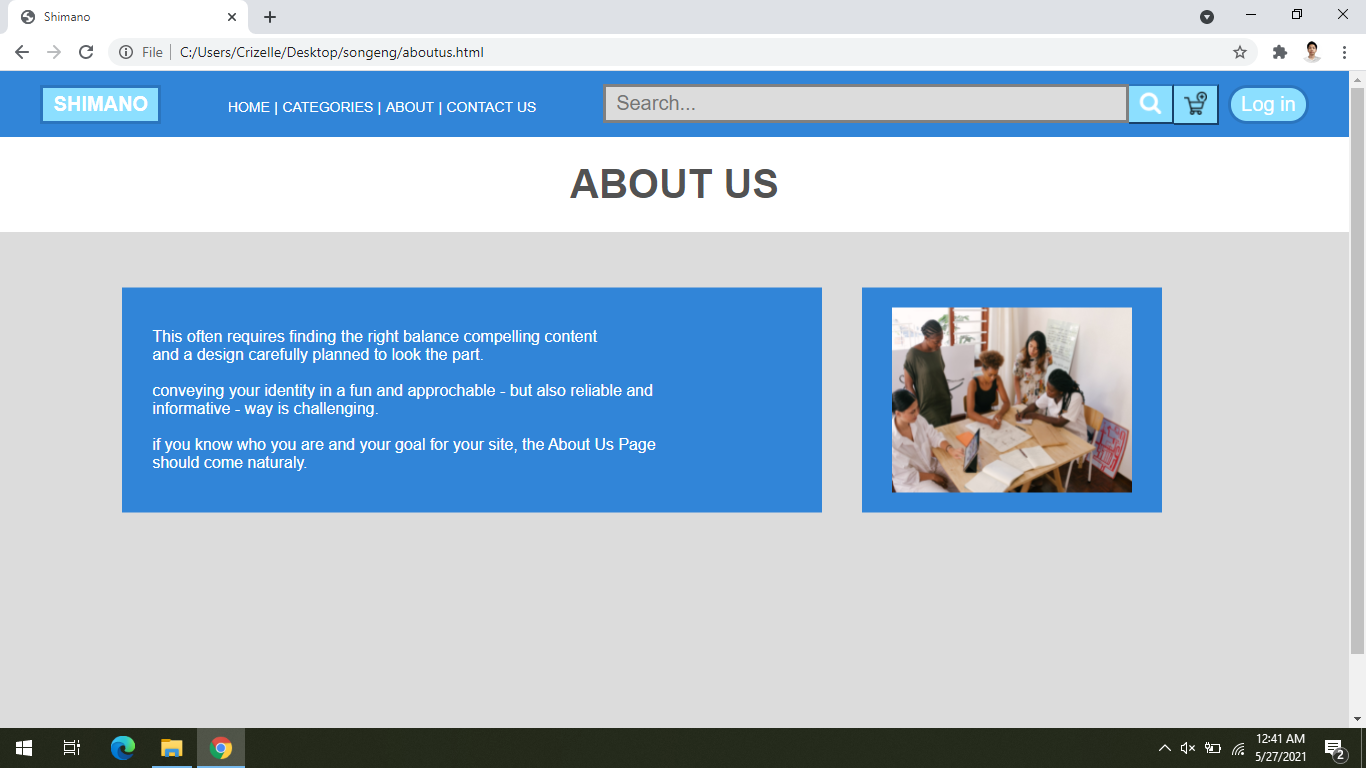 Shimano
File
C:/Users/Crizelle/Desktop/songeng/aboutus.html
SHIMANO
HOME | CATEGORIES | ABOUT | CONTACT US
Search...
Log in
ABOUT US
This often requires finding the right balance compelling content
and a design carefully planned to look the part.
conveying your identity in a fun and approchable - but also reliable and
informative - way is challenging.
if you know who you are and your goal for your site, the About Us Page
should come naturaly.
12:41 AM
5/27/2021
2